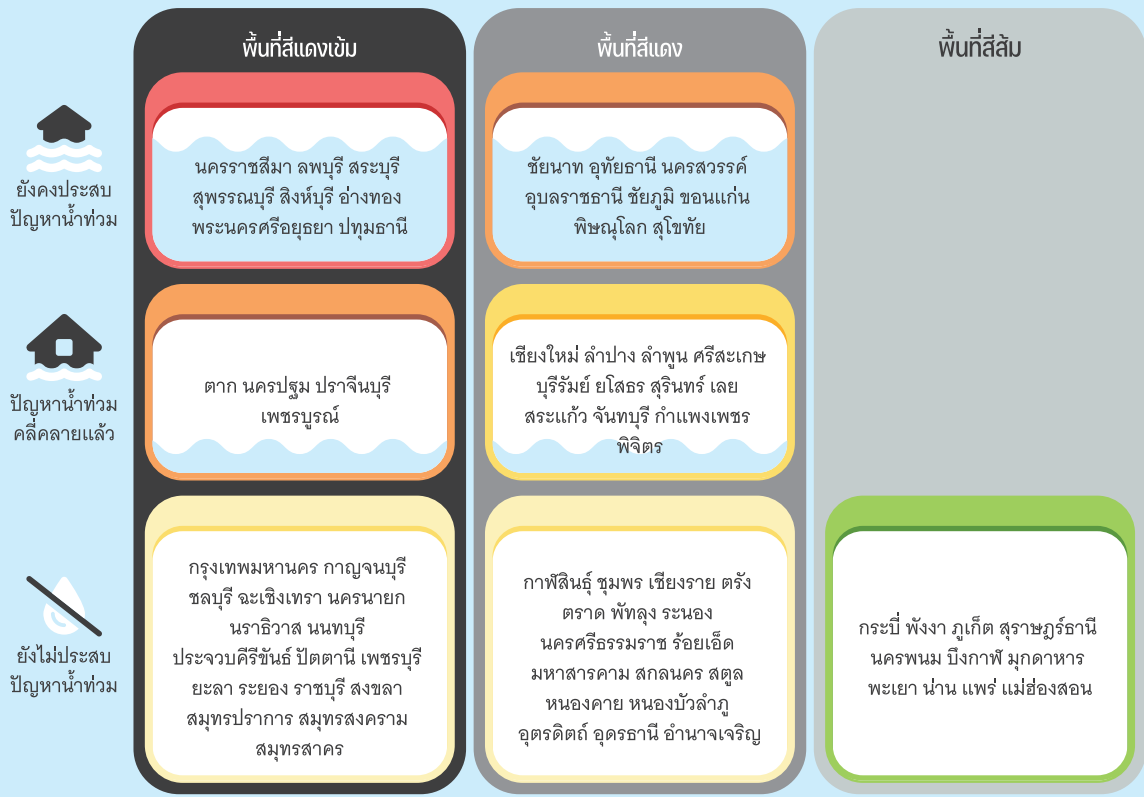 พื้นที่สีแดงเข้ม
พื้นที่สีแดง
พื้นที่สีส้ม
ยังคงประสบ
ปัญหาน้ำท่วม
นครราชสีมา ลพบุรี สระบุรี
สุพรรณบุรี สิงห์บุรี อ่างทอง
พระนครศรีอยุธยา ปทุมธานี
ชัยนาท อุทัยธานี นครสวรรค์
อุบลราชธานี ชัยภูมิ ขอนแก่น
พิษณุโลก สุโขทัย
ปัญหาน้ำท่วม
คลี่คลายแล้ว
ตาก นครปฐม ปราจีนบุรี
เพชรบูรณ์
เชียงใหม่ ลำปาง ลำพูน ศรีสะเกษ
บุรีรัมย์ ยโสธร สุรินทร์ เลย
สระแก้ว จันทบุรี กำแพงเพชร
พิจิตร
ยังไม่ประสบ
ปัญหาน้ำท่วม
กรุงเทพมหานคร กาญจนบุรี
ชลบุรี ฉะเชิงเทรา นครนายก
นราธิวาส นนทบุรี
ประจวบคีรีขันธ์ ปัตตานี เพชรบุรี
ยะลา ระยอง ราชบุรี สงขลา
สมุทรปราการ สมุทรสงคราม
สมุทรสาคร
กาฬสินธุ์ ชุมพร เชียงราย ตรัง
ตราด พัทลุง ระนอง
นครศรีธรรมราช ร้อยเอ็ด
มหาสารคาม สกลนคร สตูล
หนองคาย หนองบัวลำภู
อุตรดิตถ์ อุดรธานี อำนาจเจริญ
กระบี่ พังงา ภูเก็ต สุราษฎร์ธานี
นครพนม บึงกาฬ มุกดาหาร
พะเยา น่าน แพร่ แม่ฮ่องสอน